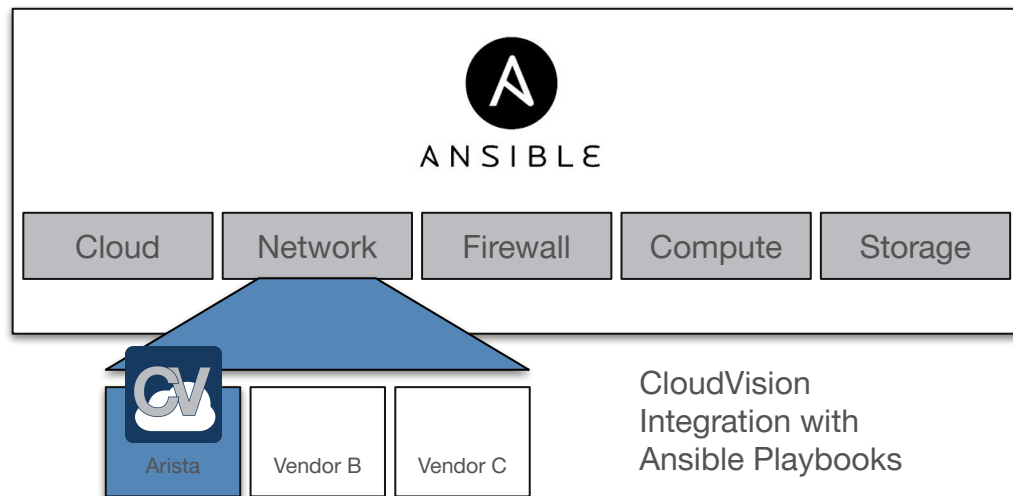 ANSIBLE
Cloud Network Firewall Compute Storage
CV
Arista Vendor B Vendor C
CloudVision
Integration with
Ansible Playbooks